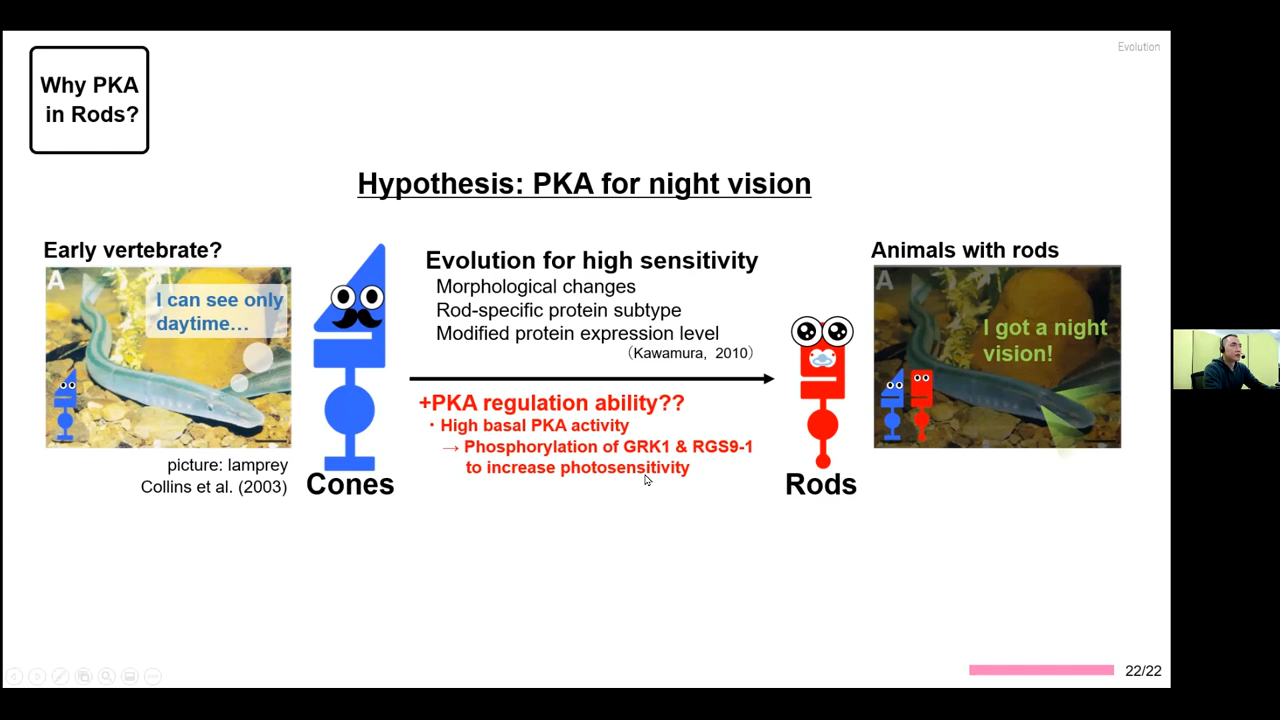 Evolution
Why PKA
in Rods?
Hypothesis: PKA for night vision
Early vertebrate?
A
I can see only
daytime…
picture: lamprey
Collins et al. (2003)
Cones
Evolution for high sensitivity
Morphological changes
Rod-specific protein subtype
Modified protein expression level
(Kawamura, 2010)
+PKA regulation ability??
・High basal PKA activity
→ Phosphorylation of GRK1 & RGS9-1
to increase photosensitivity
Rods
Animals with rods
A
I got a night
vision!
22/22